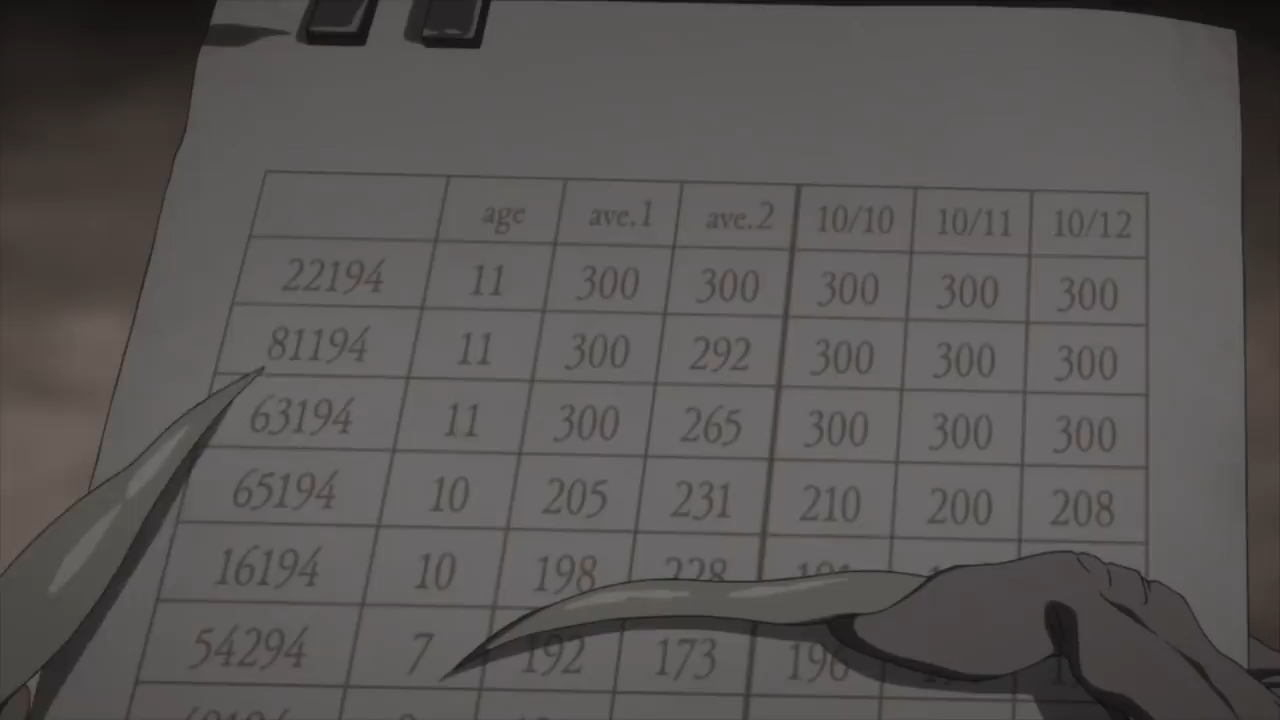 age ave.1 ave.2 10/10 10/11 10/12
22194 11 300 300 300 300 300
81194 11 300 292 300 300 300
63194 11 300 265 300 300 300
65194 10 205 231 210 200 208
16194 10 198 228
54294 7 192 173 196